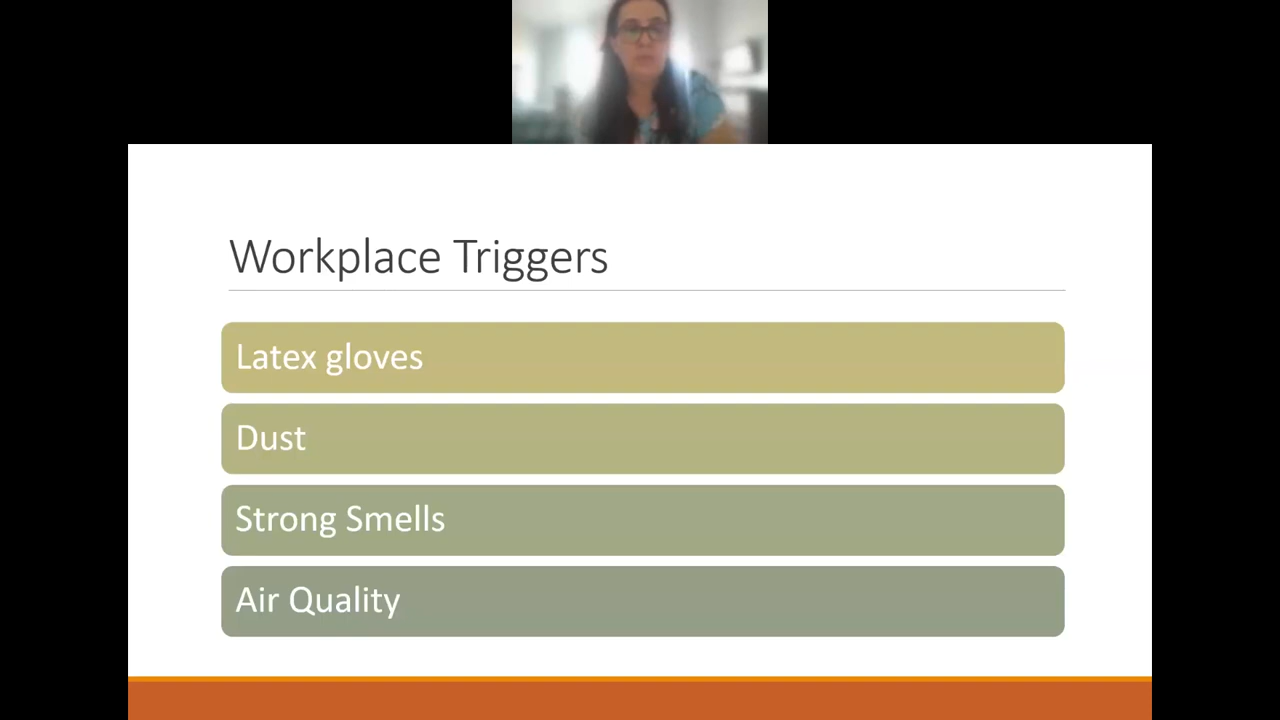 Workplace Triggers
Latex gloves
Dust
Strong Smells
Air Quality